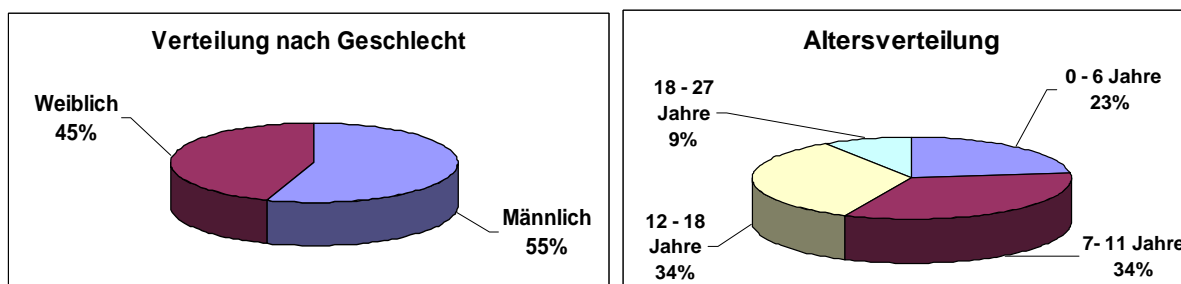 Verteilung nach Geschlecht
Weiblich
45%
Männlich
55%
Altersverteilung
18 - 27
Jahre
9%
0 - 6 Jahre
23%
12 - 18
Jahre
34%
7- 11 Jahre
34%